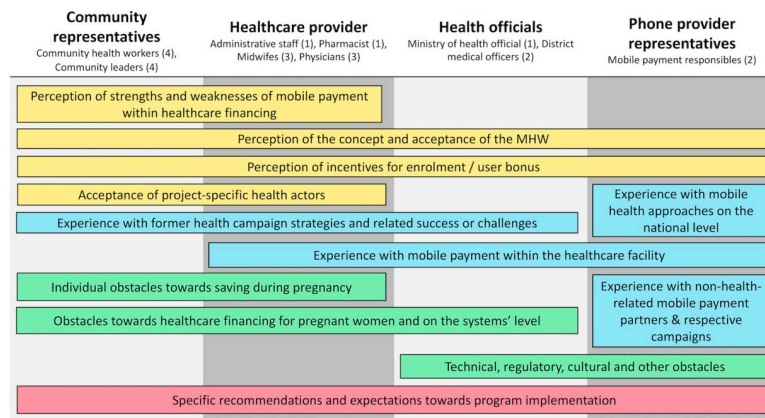 Community
representatives
Community health workers (4),
Community leaders (4)
Healthcare provider
Administrative staff (1), Pharmacist (1),
Midwifes (3), Physicians (3)
Health officials
Ministry of health official (1), District
medical officers (2)
Phone provider
representatives
Mobile payment responsibles (2)
Perception of strengths and weaknesses of mobile payment
within healthcare financing
Perception of the concept and acceptance of the MHW
Perception of incentives for enrolment / user bonus
Acceptance of project-specific health actors
Experience with mobile
health approaches on the
national level
Experience with former health campaign strategies and related success or challenges
Experience with mobile payment within the healthcare facility
Individual obstacles towards saving during pregnancy
Experience with non-health-
related mobile payment
partners & respective
campaigns
Obstacles towards healthcare financing for pregnant women and on the systems’ level
Technical, regulatory, cultural and other obstacles
Specific recommendations and expectations towards program implementation